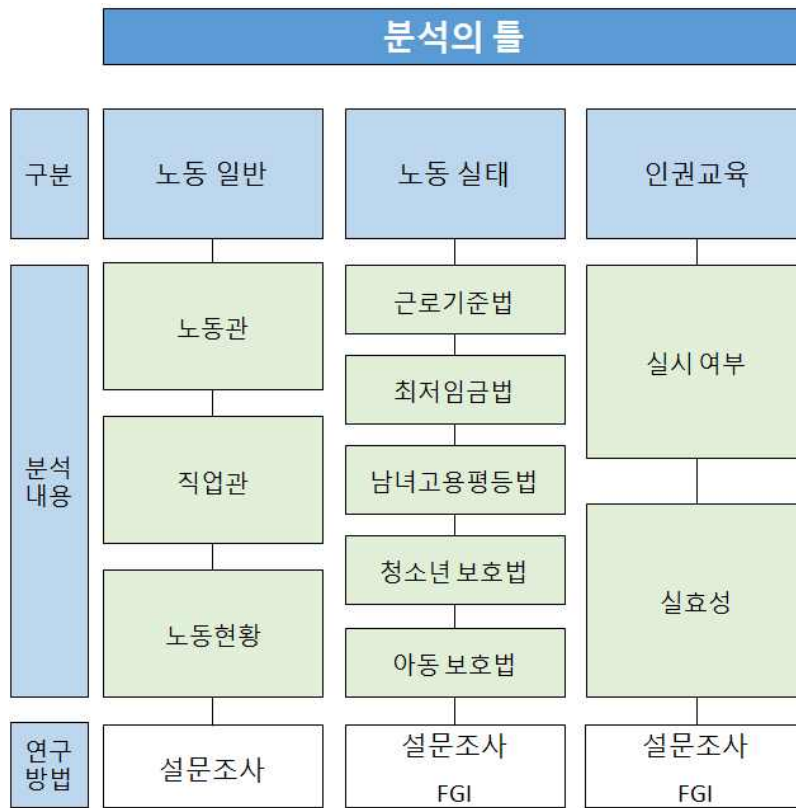 분석의 틀
구분
노동 일반
노동 실태
인권교육
분석
내용
노동관
직업관
노동현황
근로기준법
최저임금법
남녀고용평등법
청소년 보호법
아동 보호법
실시 여부
실효성
연구
방법
설문조사
설문조사
FGI
설문조사
FGI